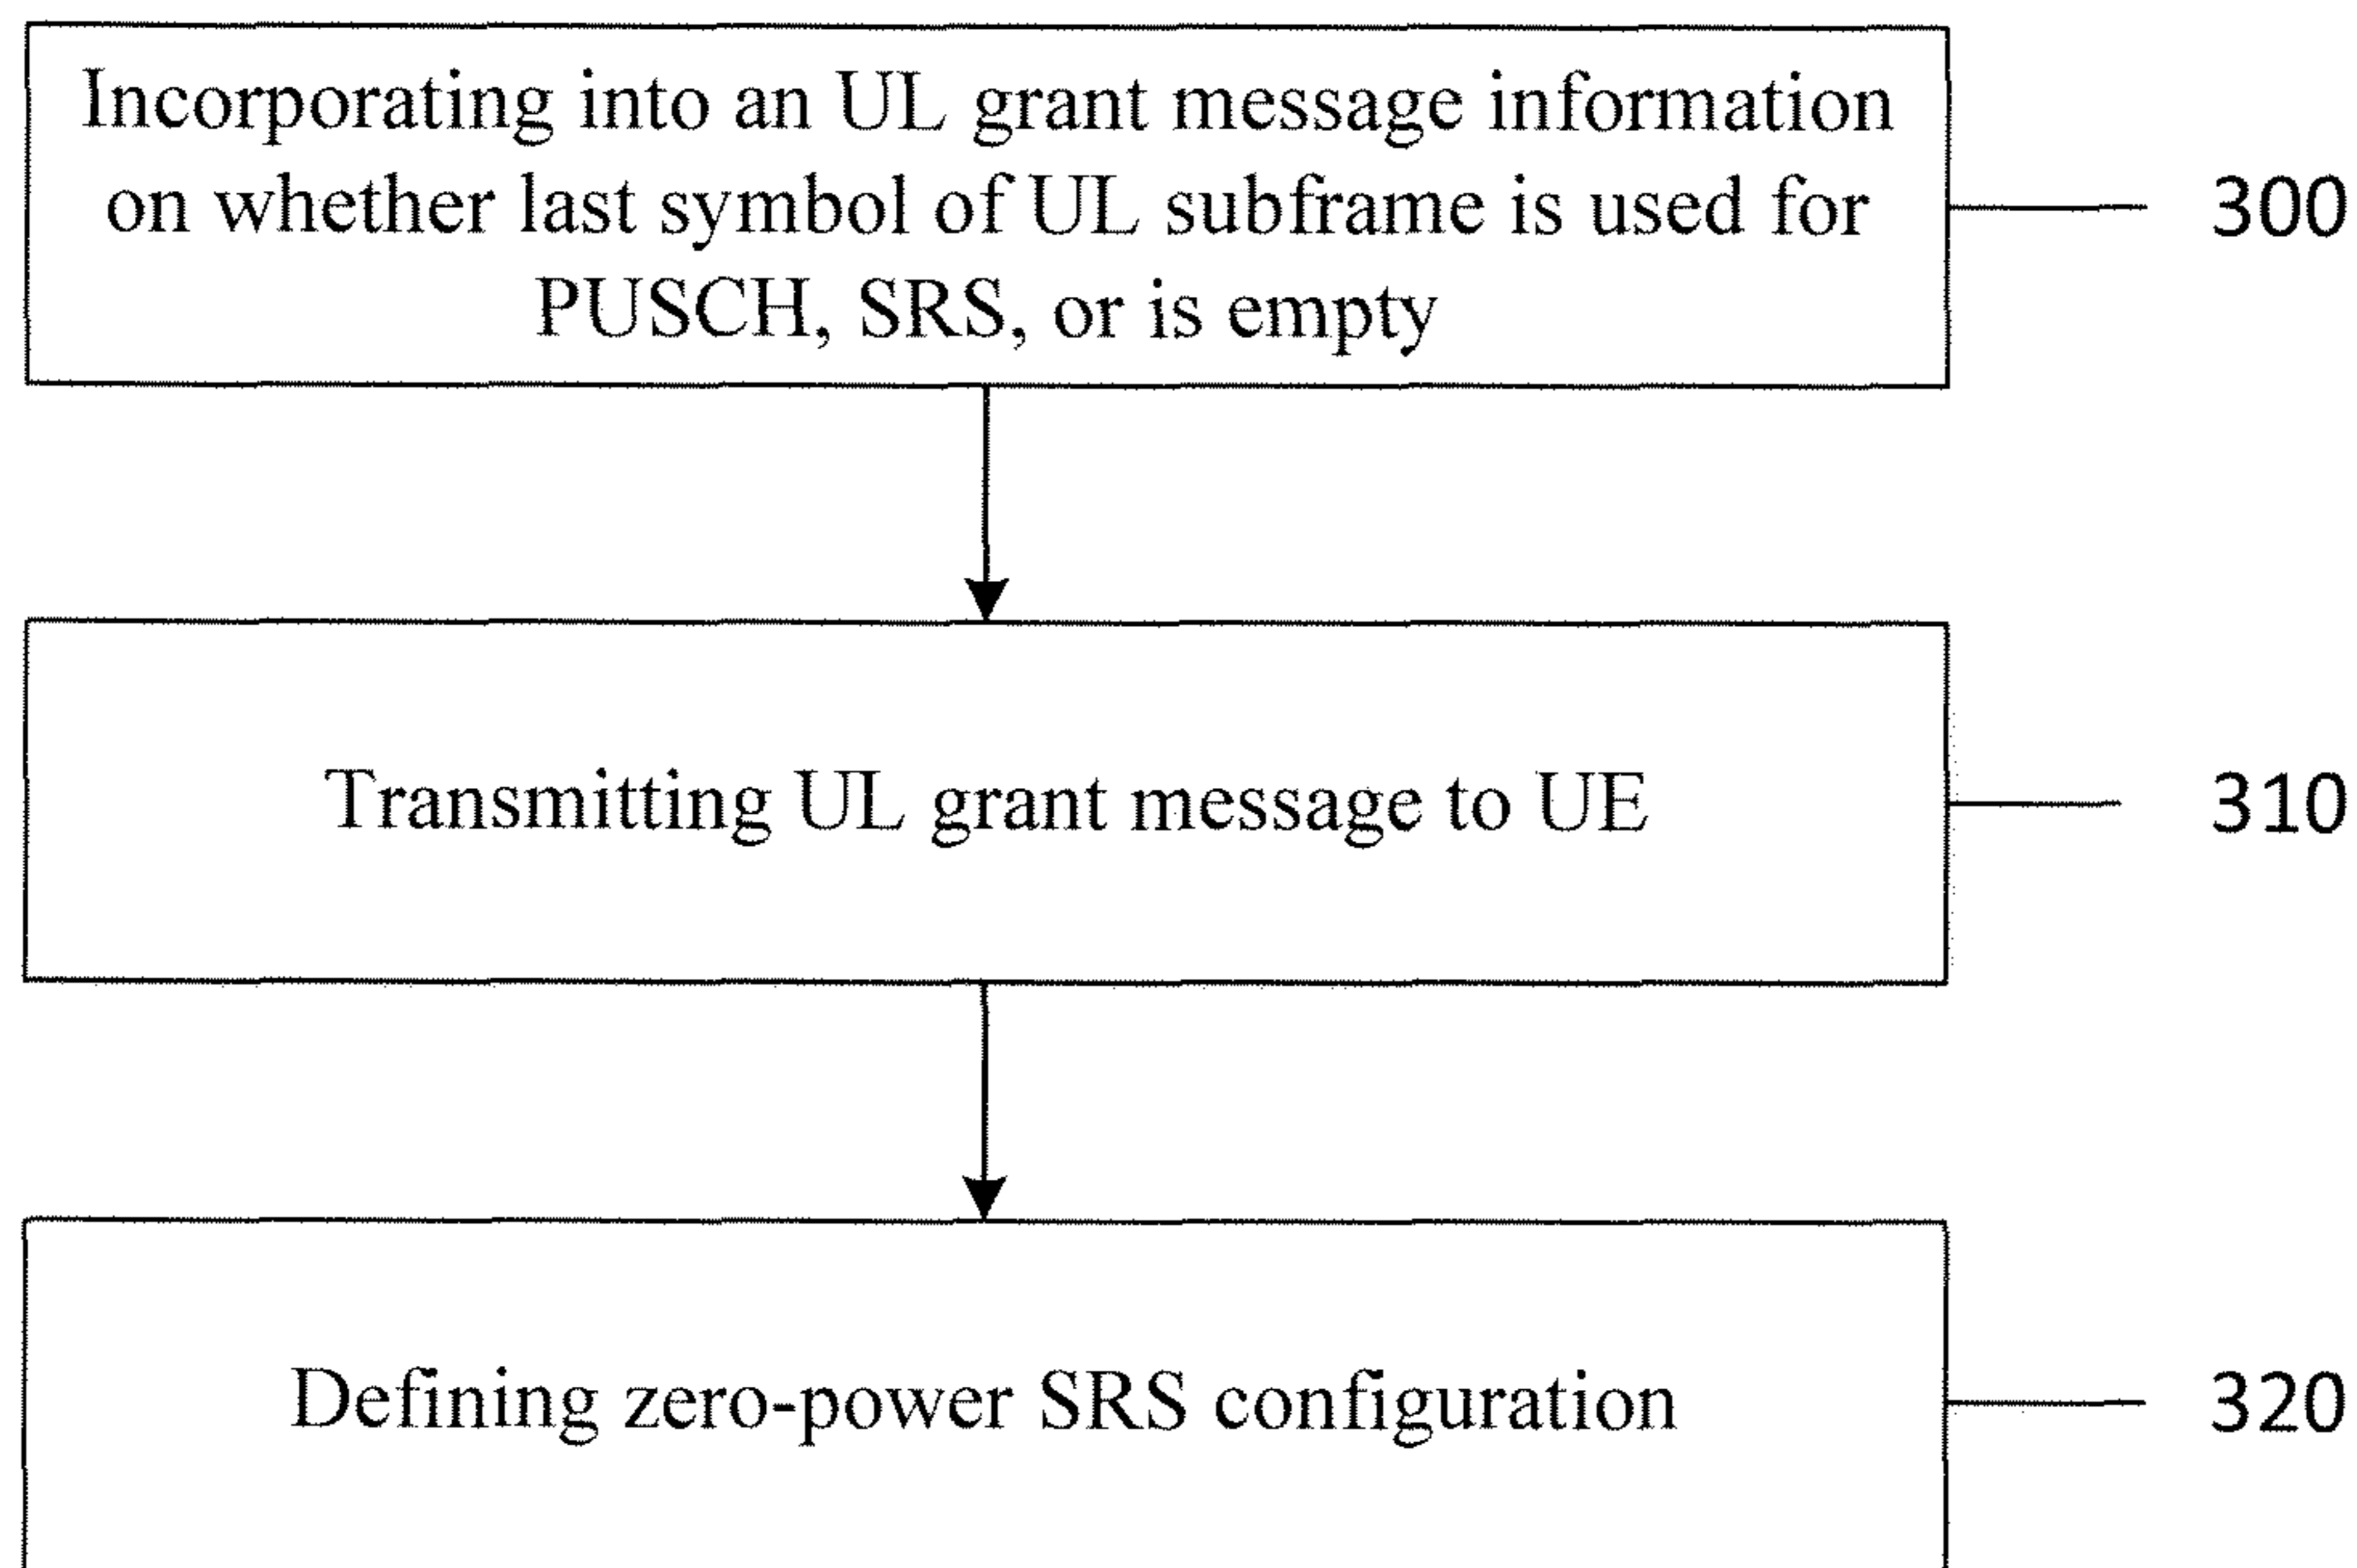 Incorporating into an UL grant message information
on whether last symbol of UL subframe is used for
PUSCH, SRS, or is empty
300
Transmitting UL grant message to UE
310
Defining zero-power SRS configuration
320